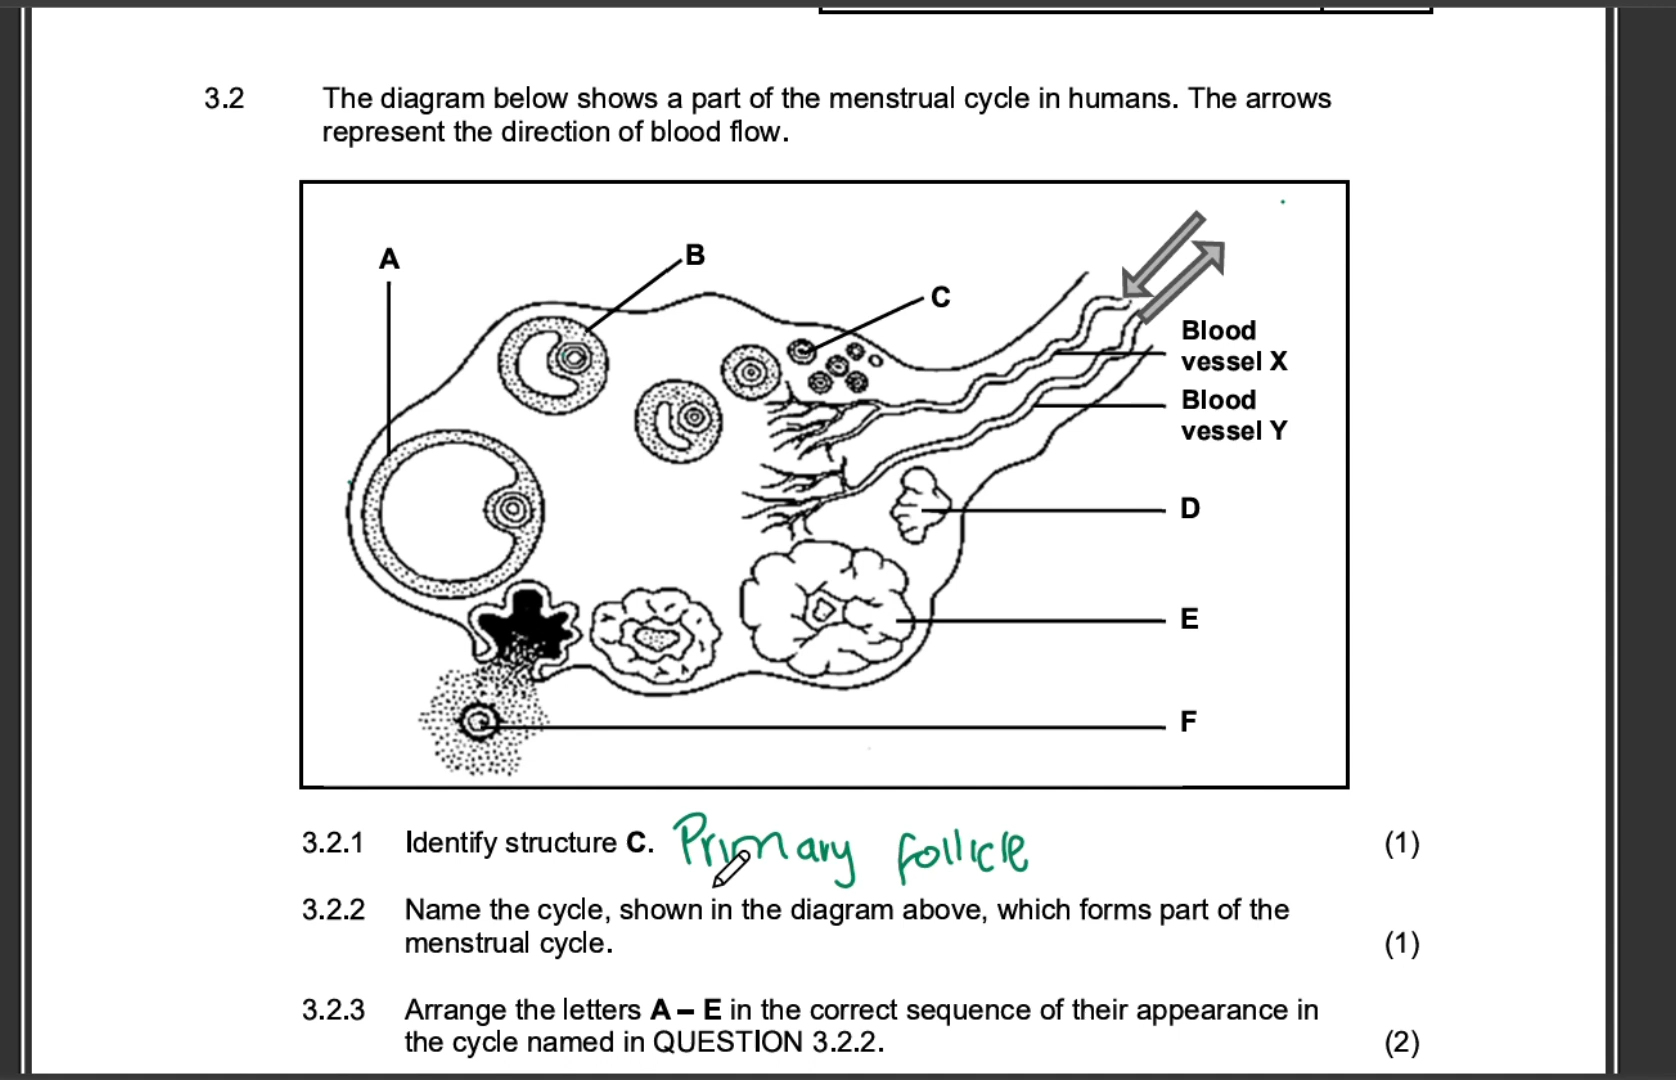 3.2 The diagram below shows a part of the menstrual cycle in humans. The arrows
represent the direction of blood flow.
A
B
C
Blood
vessel X
Blood
vessel Y
D
E
F
3.2.1 Identify structure C. Primary follicle (1)
3.2.2 Name the cycle, shown in the diagram above, which forms part of the
menstrual cycle. (1)
3.2.3 Arrange the letters A – E in the correct sequence of their appearance in
the cycle named in QUESTION 3.2.2. (2)